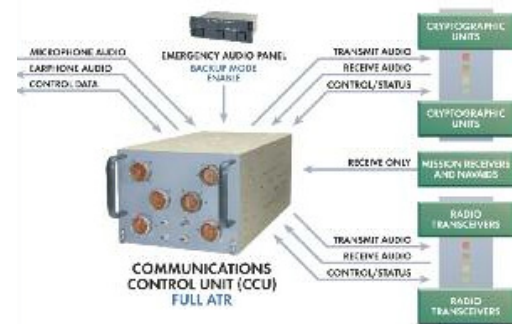 MICROPHONE AUDIO
EARPHONE AUDIO
CONTROL DATA
EMERGENCY AUDIO PANEL
BACKUP MODE
ENABLE
TRANSMIT AUDIO
RECEIVE AUDIO
CONTROL/STATUS
CRYPTOGRAPHIC
UNITS
CRYPTOGRAPHIC
UNITS
RECEIVE ONLY
MISSION RECEIVERS
AND NAVAIDS
RADIO
TRANSCEIVERS
TRANSMIT AUDIO
RECEIVE AUDIO
CONTROL/STATUS
RADIO
TRANSCEIVERS
COMMUNICATIONS
CONTROL UNIT (CCU)
FULL ATR